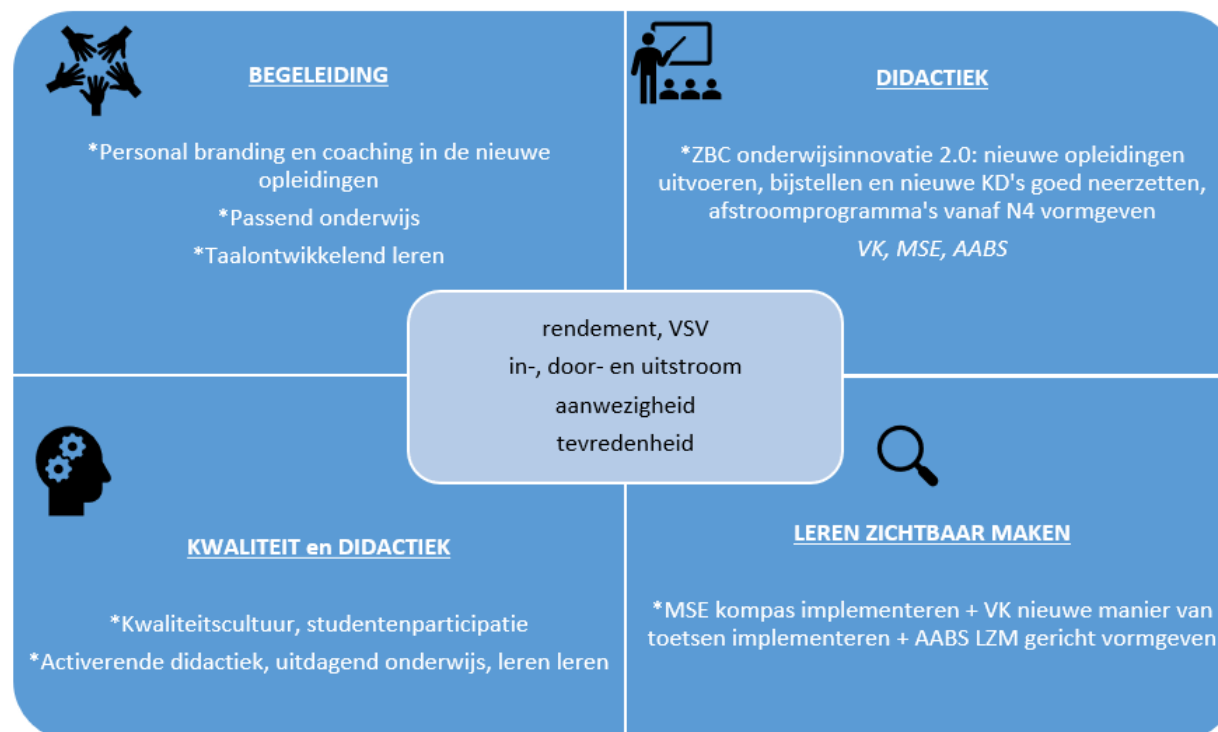 BEGELEIDING
*Personal branding en coaching in de nieuwe
opleidingen
*Passend onderwijs
*Taalontwikkelend leren
DIDACTIEK
*ZBC onderwijsinnovatie 2.0: nieuwe opleidingen
uitvoeren, bijstellen en nieuwe KD's goed neerzetten,
afstroomprogramma's vanaf N4 vormgeven
VK, MSE, AABS
rendement, VSV
in-, door- en uitstroom
aanwezigheid
tevredenheid
KWALITEIT en DIDACTIEK
*Kwaliteitscultuur, studentenparticipatie
*Activerende didactiek, uitdagend onderwijs, leren leren
LEREN ZICHTBAAR MAKEN
*MSE kompas implementeren + VK nieuwe manier van
toetsen implementeren + AABS LZM gericht vormgeven